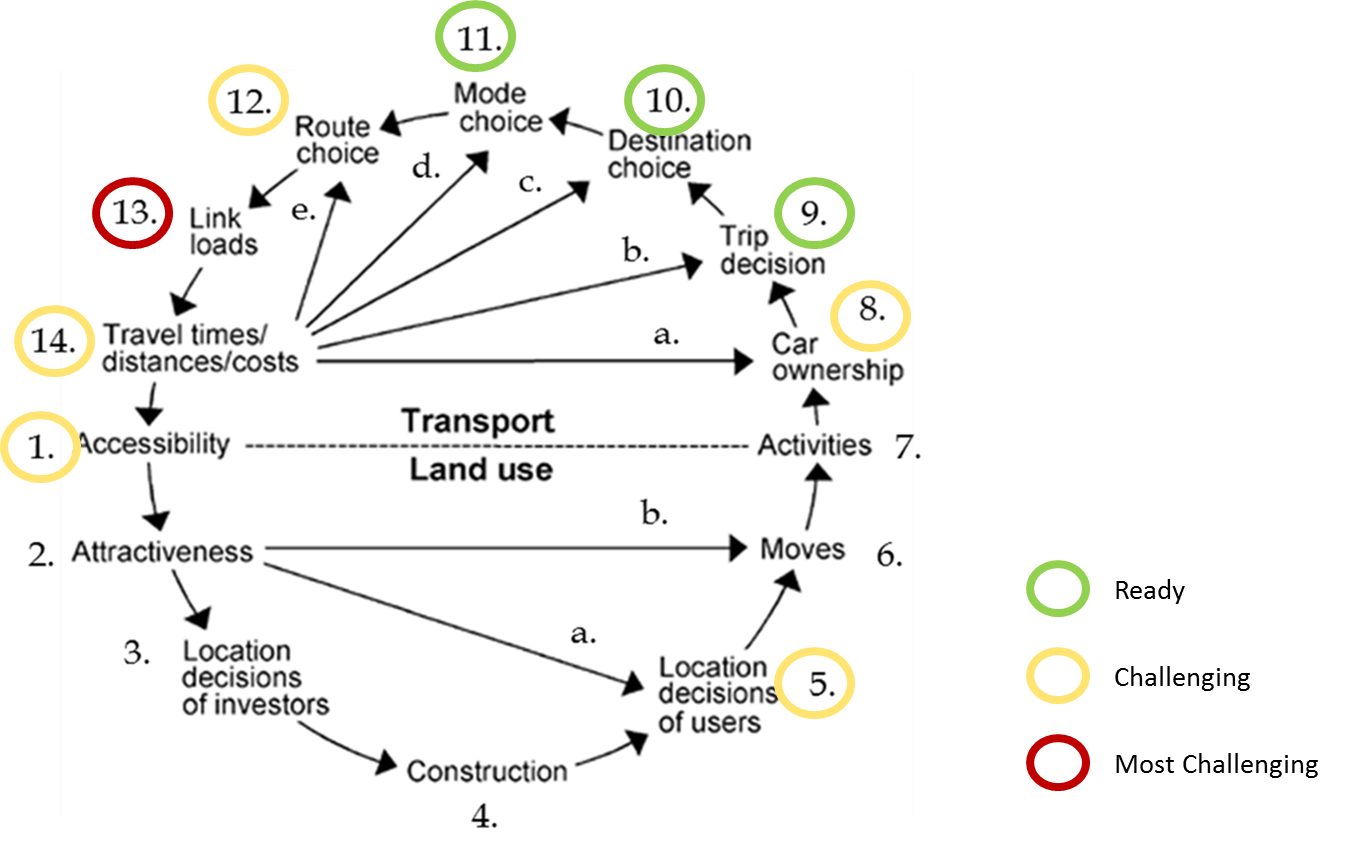 11.
Mode
choice
12.
Route
choice
10.
Destination
choice
d.
c.
e.
13.
Link
loads
9.
Trip
decision
b.
8.
Car
ownership
14.
Travel times/
distances/costs
a.
Transport
1.
Accessibility
Activities
7.
Land use
b.
2.
Attractiveness
Moves
6.
a.
3.
Location
decisions
of investors
Location
decisions
of users
5.
Construction
4.
Ready
Challenging
Most Challenging